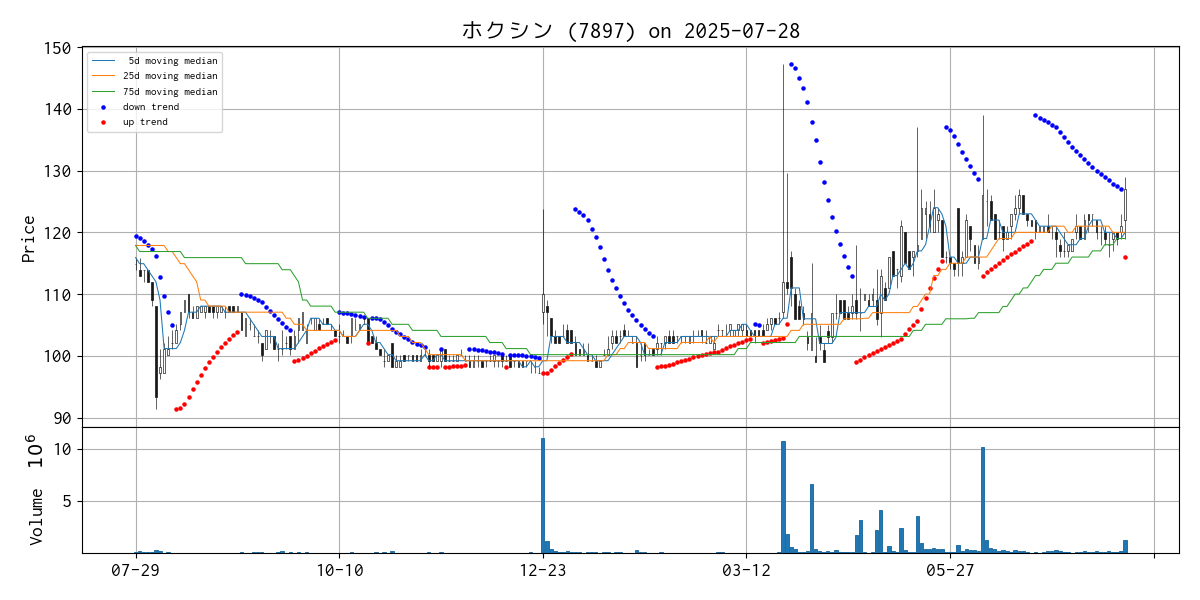 ホクシン (7897) on 2025-07-28
150
140
130
120
110
100
90
Price
5d moving median
25d moving median
75d moving median
down trend
up trend
10
5
Volume 10^6
07-29
10-10
12-23
03-12
05-27